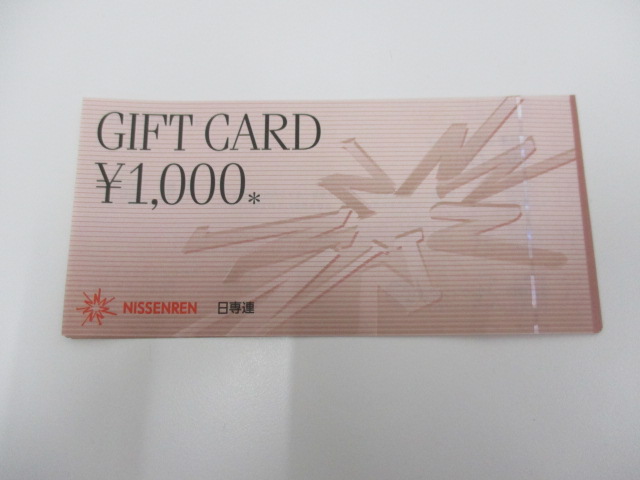 GIFT CARD
¥1,000*
NISSENREN 日専連